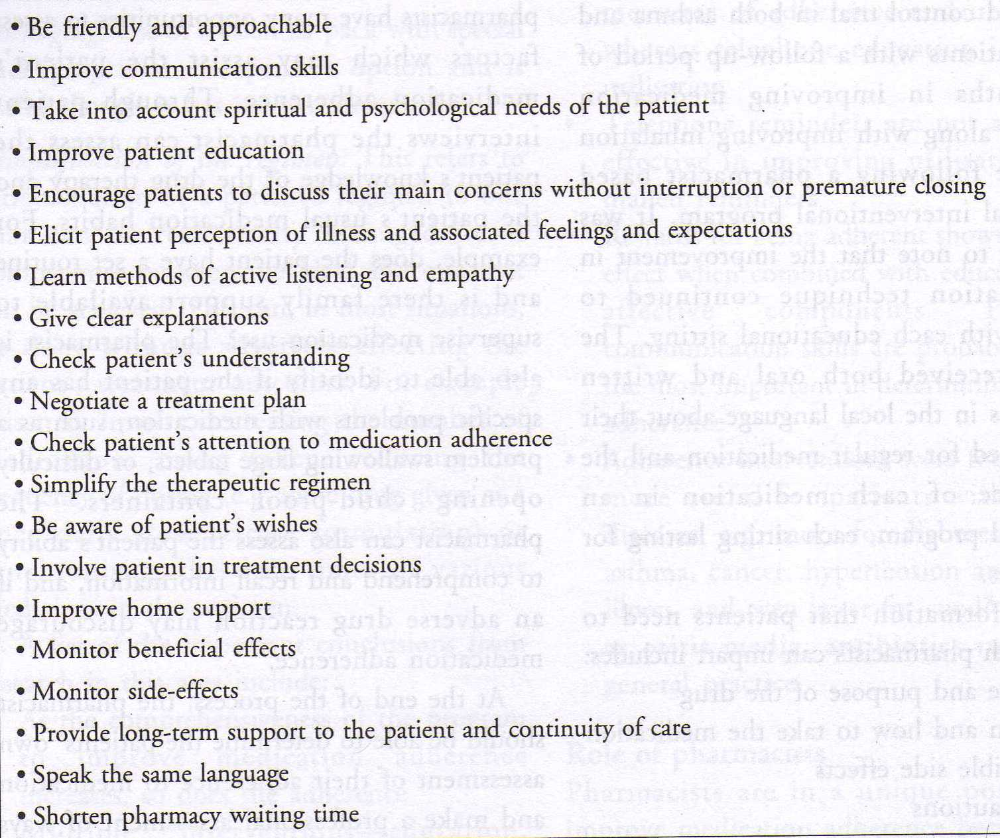 • Be friendly and approachable
• Improve communication skills
• Take into account spiritual and psychological needs of the patient
• Improve patient education
• Encourage patients to discuss their main concerns without interruption or premature closing
• Elicit patient perception of illness and associated feelings and expectations
• Learn methods of active listening and empathy
• Give clear explanations
• Check patient's understanding
• Negotiate a treatment plan
• Check patient's attention to medication adherence
• Simplify the therapeutic regimen
• Be aware of patient's wishes
• Involve patient in treatment decisions
• Improve home support
• Monitor beneficial effects
• Monitor side-effects
• Provide long-term support to the patient and continuity of care
• Speak the same language
• Shorten pharmacy waiting time